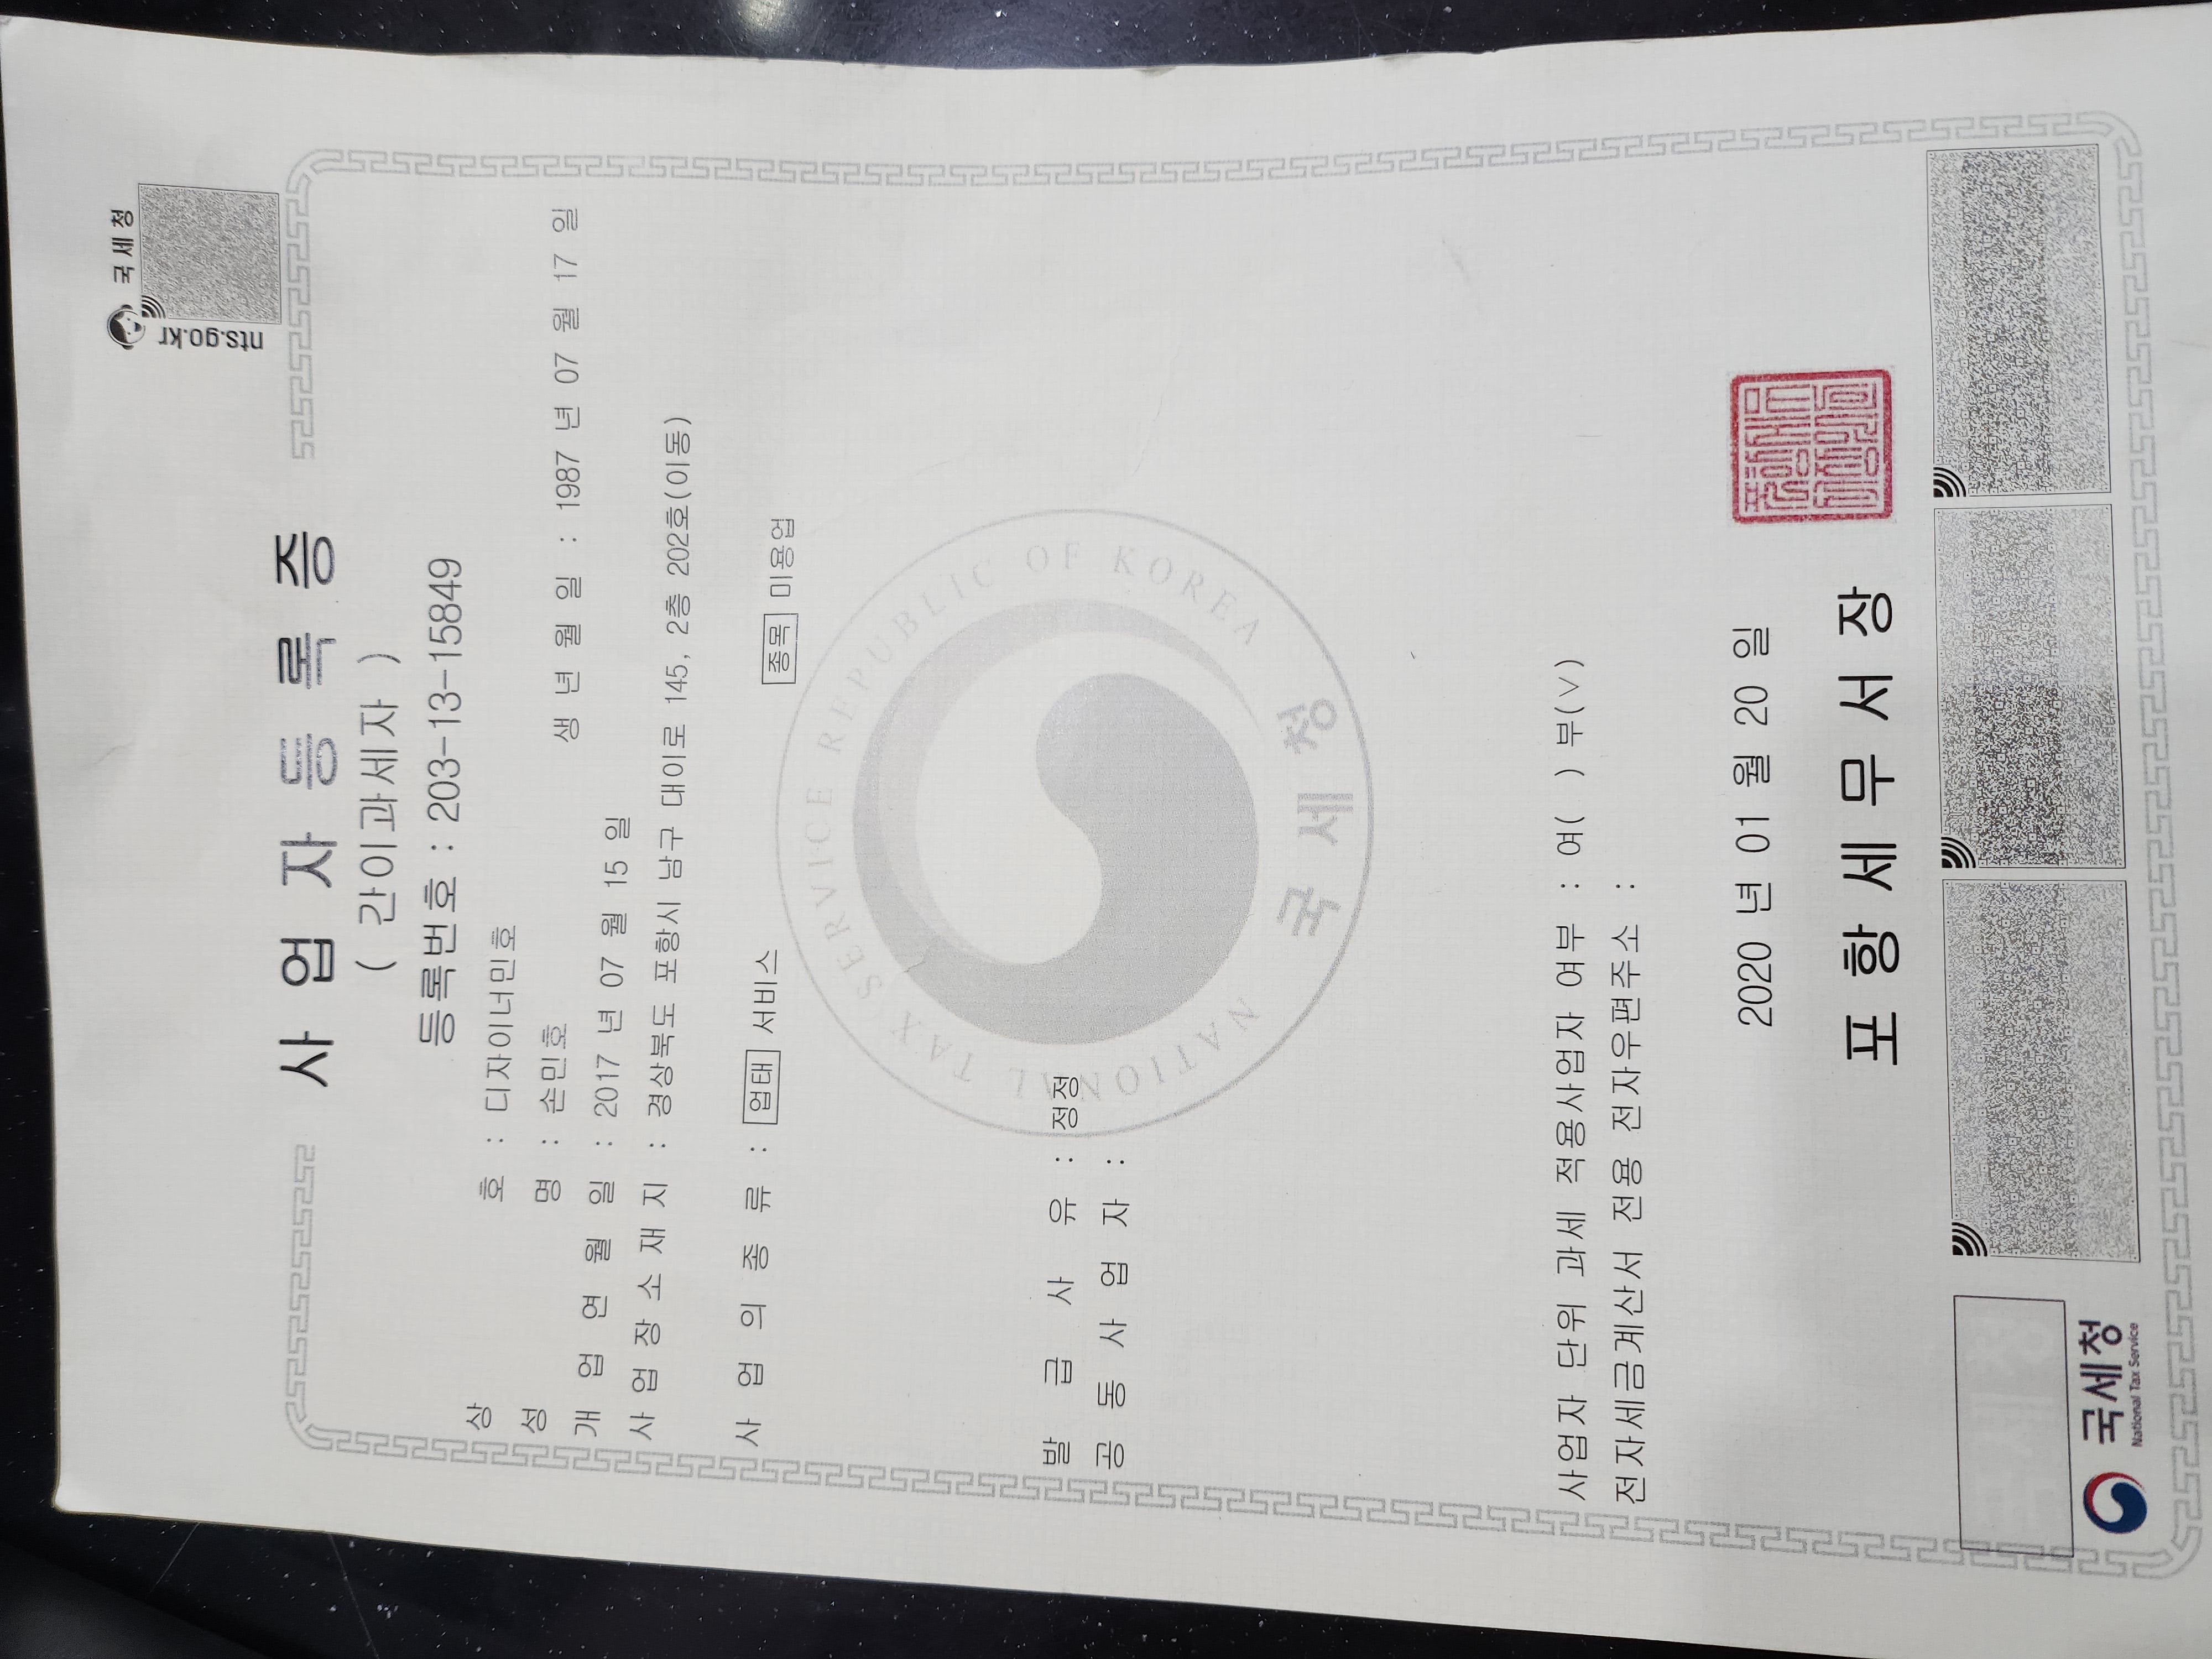 국세청
nts.go.kr
사업자등록증
( 간이과세자 )
등록번호 : 203-13-15849
상 호 : 디자이너민호
성 명 : 손민호 생 년 월 일 : 1987 년 07 월 17 일
개 업 연 월 일 : 2017 년 07 월 15 일
사 업 장 소 재 지 : 경상북도 포항시 남구 대이로 145, 2층 202호(이동)
사 업 의 종 류 : 업태 서비스 종목 미용업
NATIONAL TAX SERVICE REPUBLIC OF KOREA
국세청
발 급 사 유 : 정정
공 동 사 업 자 :
사업자 단위 과세 적용사업자 여부 : 여( ) 부(∨)
전자세금계산서 전용 전자우편주소 :
2020 년 01 월 20 일
포 항 세 무 서 장
국세청
National Tax Service